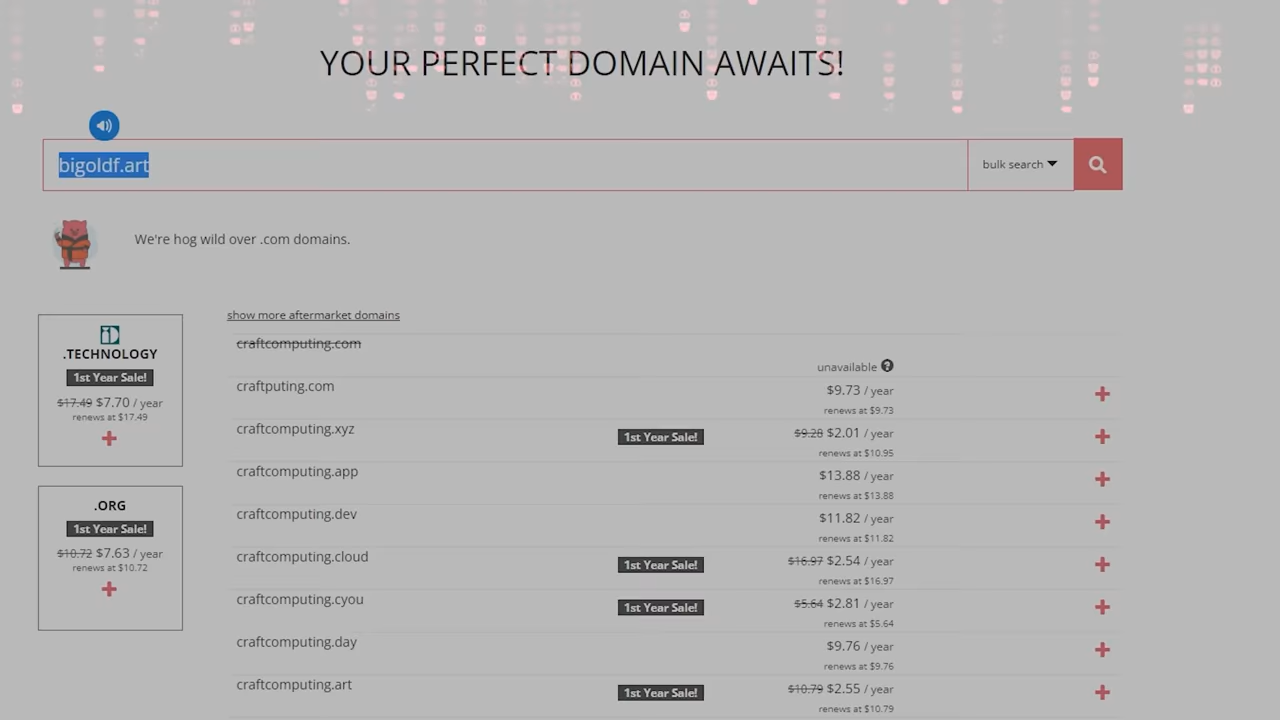 YOUR PERFECT DOMAIN AWAITS!
bigoldf.art
bulk search
We're hog wild over .com domains.
.TECHNOLOGY
1st Year Sale!
$17.49 $7.70 / year
renews at $17.49
.ORG
1st Year Sale!
$10.72 $7.63 / year
renews at $10.72
show more aftermarket domains
craftcomputing.com
unavailable ?
craftputing.com
$9.73 / year
renews at $9.73
craftcomputing.xyz
1st Year Sale!
$9.28 $2.01 / year
renews at $10.95
craftcomputing.app
$13.88 / year
renews at $13.88
craftcomputing.dev
$11.82 / year
renews at $11.82
craftcomputing.cloud
1st Year Sale!
$16.97 $2.54 / year
renews at $16.97
craftcomputing.cyou
1st Year Sale!
$5.64 $2.81 / year
renews at $5.64
craftcomputing.day
$9.76 / year
renews at $9.76
craftcomputing.art
1st Year Sale!
$10.79 $2.55 / year
renews at $10.79